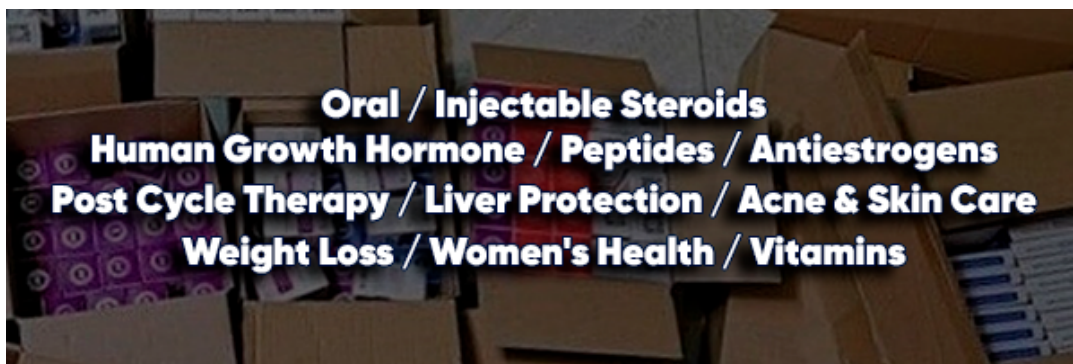 Oral / Injectable Steroids
Human Growth Hormone / Peptides / Antiestrogens
Post Cycle Therapy / Liver Protection / Acne & Skin Care
Weight Loss / Women's Health / Vitamins